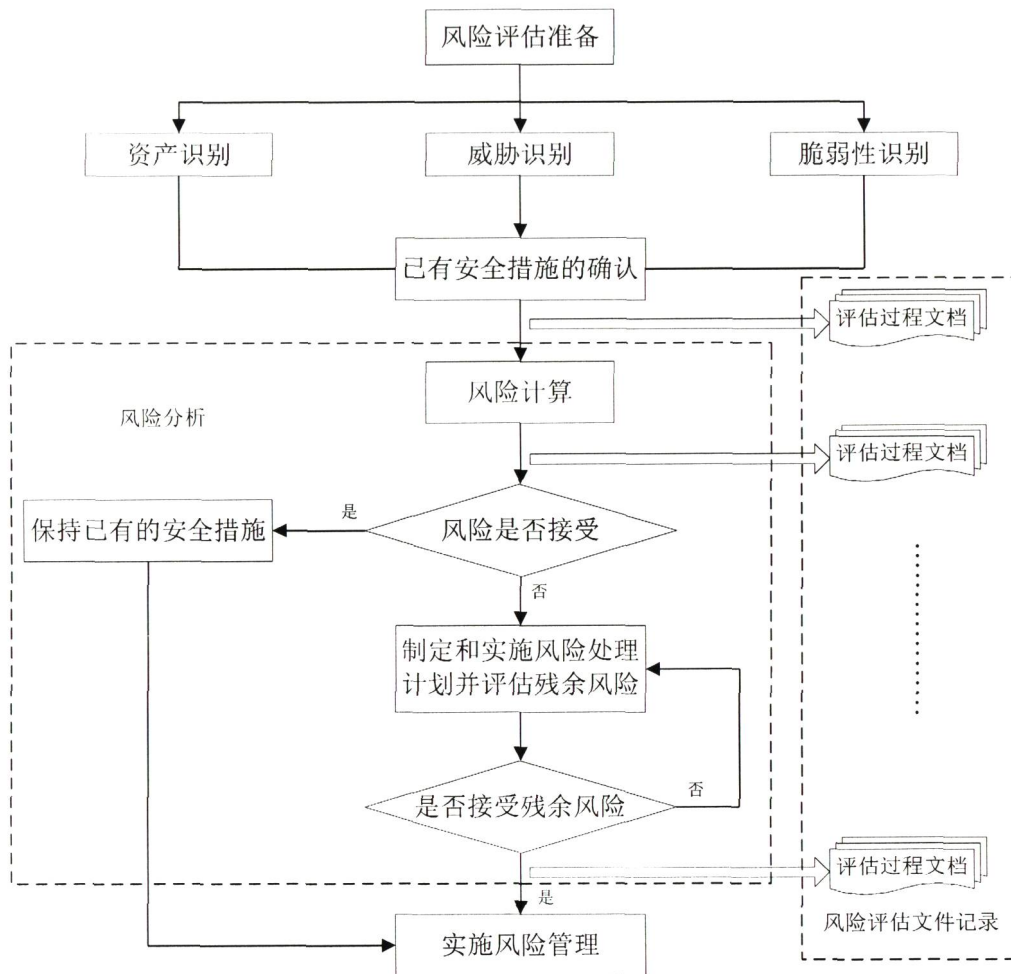 风险评估准备
资产识别
威胁识别
脆弱性识别
已有安全措施的确认
评估过程文档
风险计算
风险分析
评估过程文档
是
保持已有的安全措施
风险是否接受
否
制定和实施风险处理
计划并评估残余风险
否
是否接受残余风险
评估过程文档
是
风险评估文件记录
实施风险管理